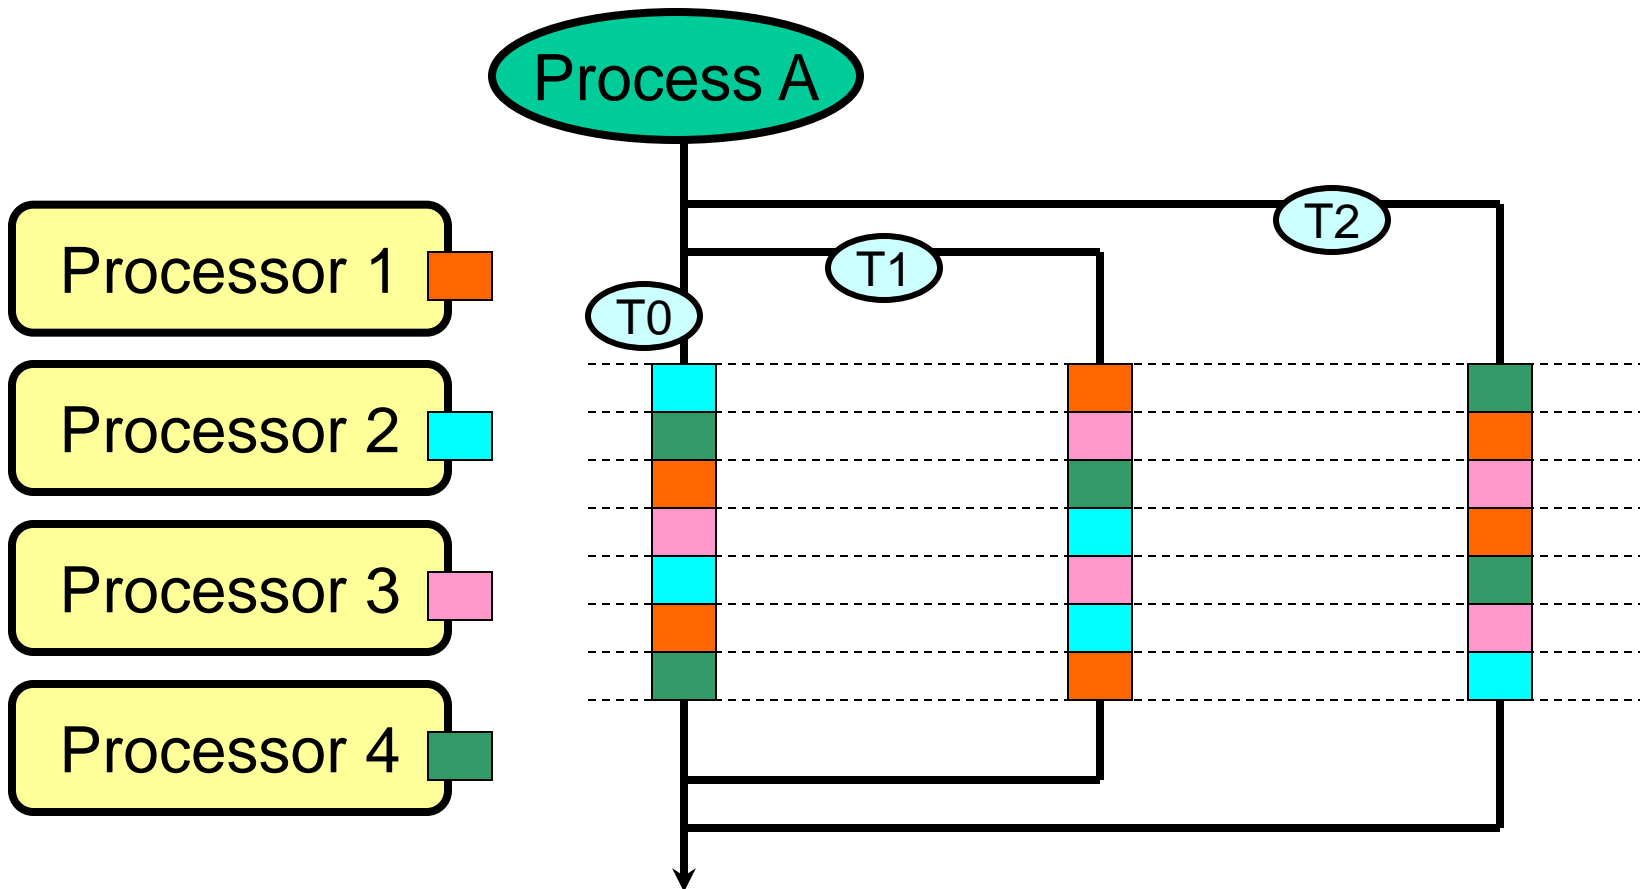 Process A
T2
T1
T0
Processor 1
Processor 2
Processor 3
Processor 4